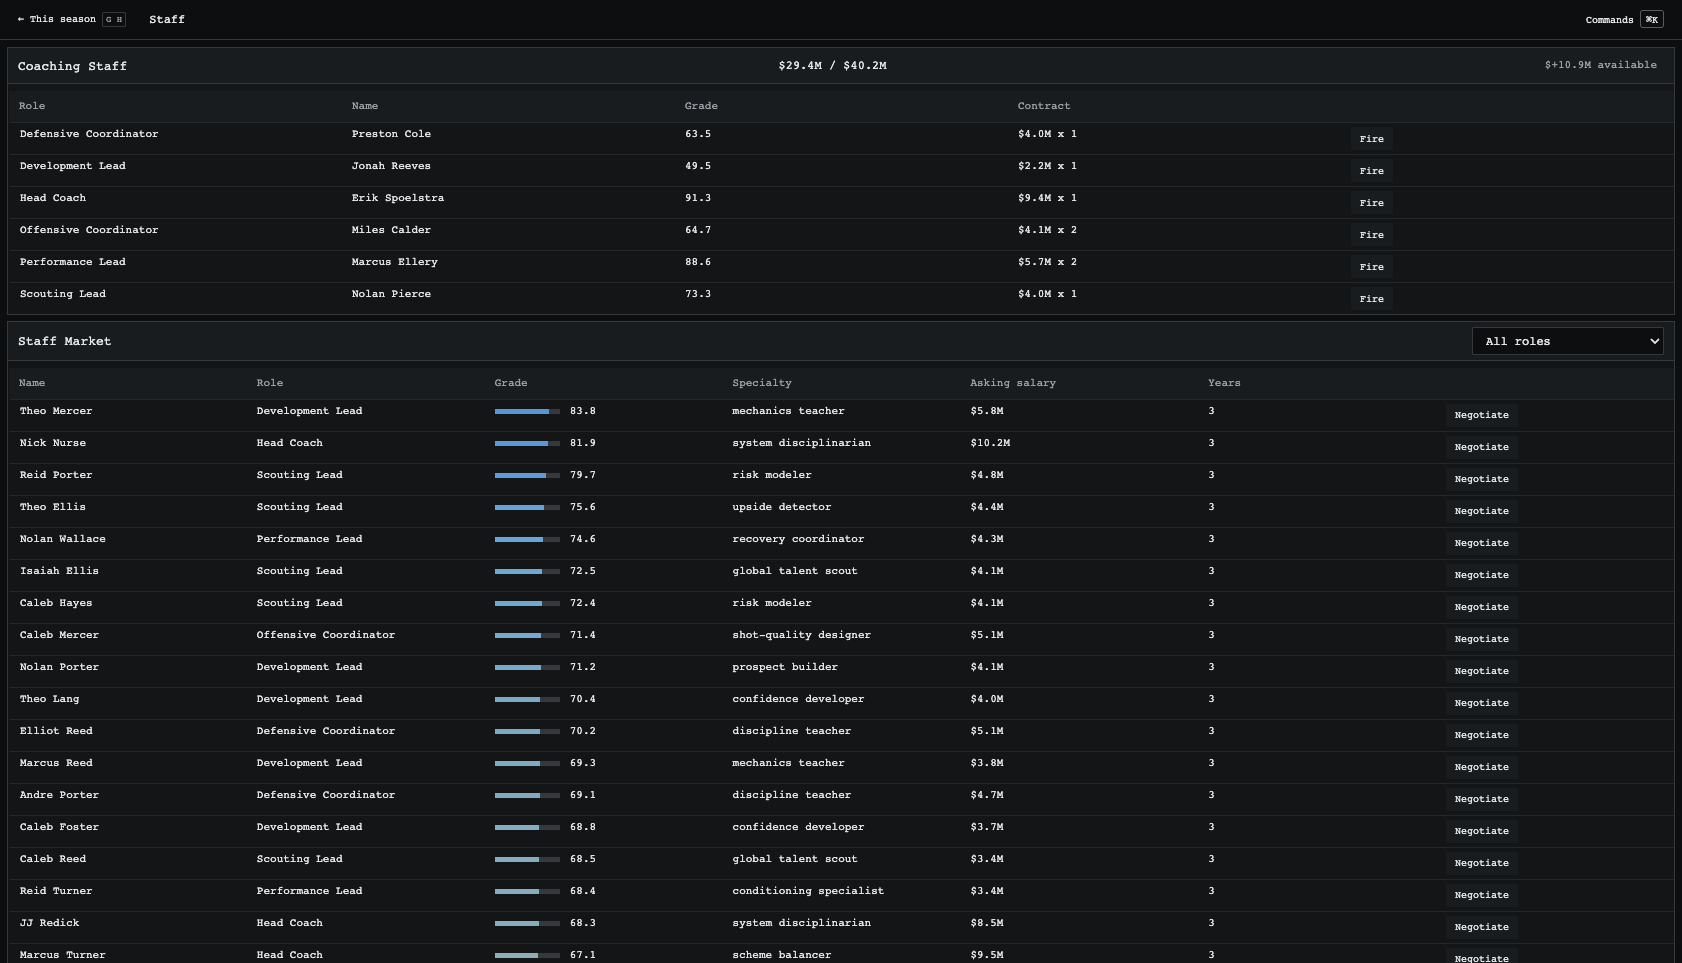 ← This season G H Staff Commands ⌘K
Coaching Staff $29.4M / $40.2M $+10.9M available
Role Name Grade Contract
Defensive Coordinator Preston Cole 63.5 $4.0M x 1 Fire
Development Lead Jonah Reeves 49.5 $2.2M x 1 Fire
Head Coach Erik Spoelstra 91.3 $9.4M x 1 Fire
Offensive Coordinator Miles Calder 64.7 $4.1M x 2 Fire
Performance Lead Marcus Ellery 88.6 $5.7M x 2 Fire
Scouting Lead Nolan Pierce 73.3 $4.0M x 1 Fire
Staff Market All roles
Name Role Grade Specialty Asking salary Years
Theo Mercer Development Lead 83.8 mechanics teacher $5.8M 3 Negotiate
Nick Nurse Head Coach 81.9 system disciplinarian $10.2M 3 Negotiate
Reid Porter Scouting Lead 79.7 risk modeler $4.8M 3 Negotiate
Theo Ellis Scouting Lead 75.6 upside detector $4.4M 3 Negotiate
Nolan Wallace Performance Lead 74.6 recovery coordinator $4.3M 3 Negotiate
Isaiah Ellis Scouting Lead 72.5 global talent scout $4.1M 3 Negotiate
Caleb Hayes Scouting Lead 72.4 risk modeler $4.1M 3 Negotiate
Caleb Mercer Offensive Coordinator 71.4 shot-quality designer $5.1M 3 Negotiate
Nolan Porter Development Lead 71.2 prospect builder $4.1M 3 Negotiate
Theo Lang Development Lead 70.4 confidence developer $4.0M 3 Negotiate
Elliot Reed Defensive Coordinator 70.2 discipline teacher $5.1M 3 Negotiate
Marcus Reed Development Lead 69.3 mechanics teacher $3.8M 3 Negotiate
Andre Porter Defensive Coordinator 69.1 discipline teacher $4.7M 3 Negotiate
Caleb Foster Development Lead 68.8 confidence developer $3.7M 3 Negotiate
Caleb Reed Scouting Lead 68.5 global talent scout $3.4M 3 Negotiate
Reid Turner Performance Lead 68.4 conditioning specialist $3.4M 3 Negotiate
JJ Redick Head Coach 68.3 system disciplinarian $8.5M 3 Negotiate
Marcus Turner Head Coach 67.1 scheme balancer $9.5M 3 Negotiate